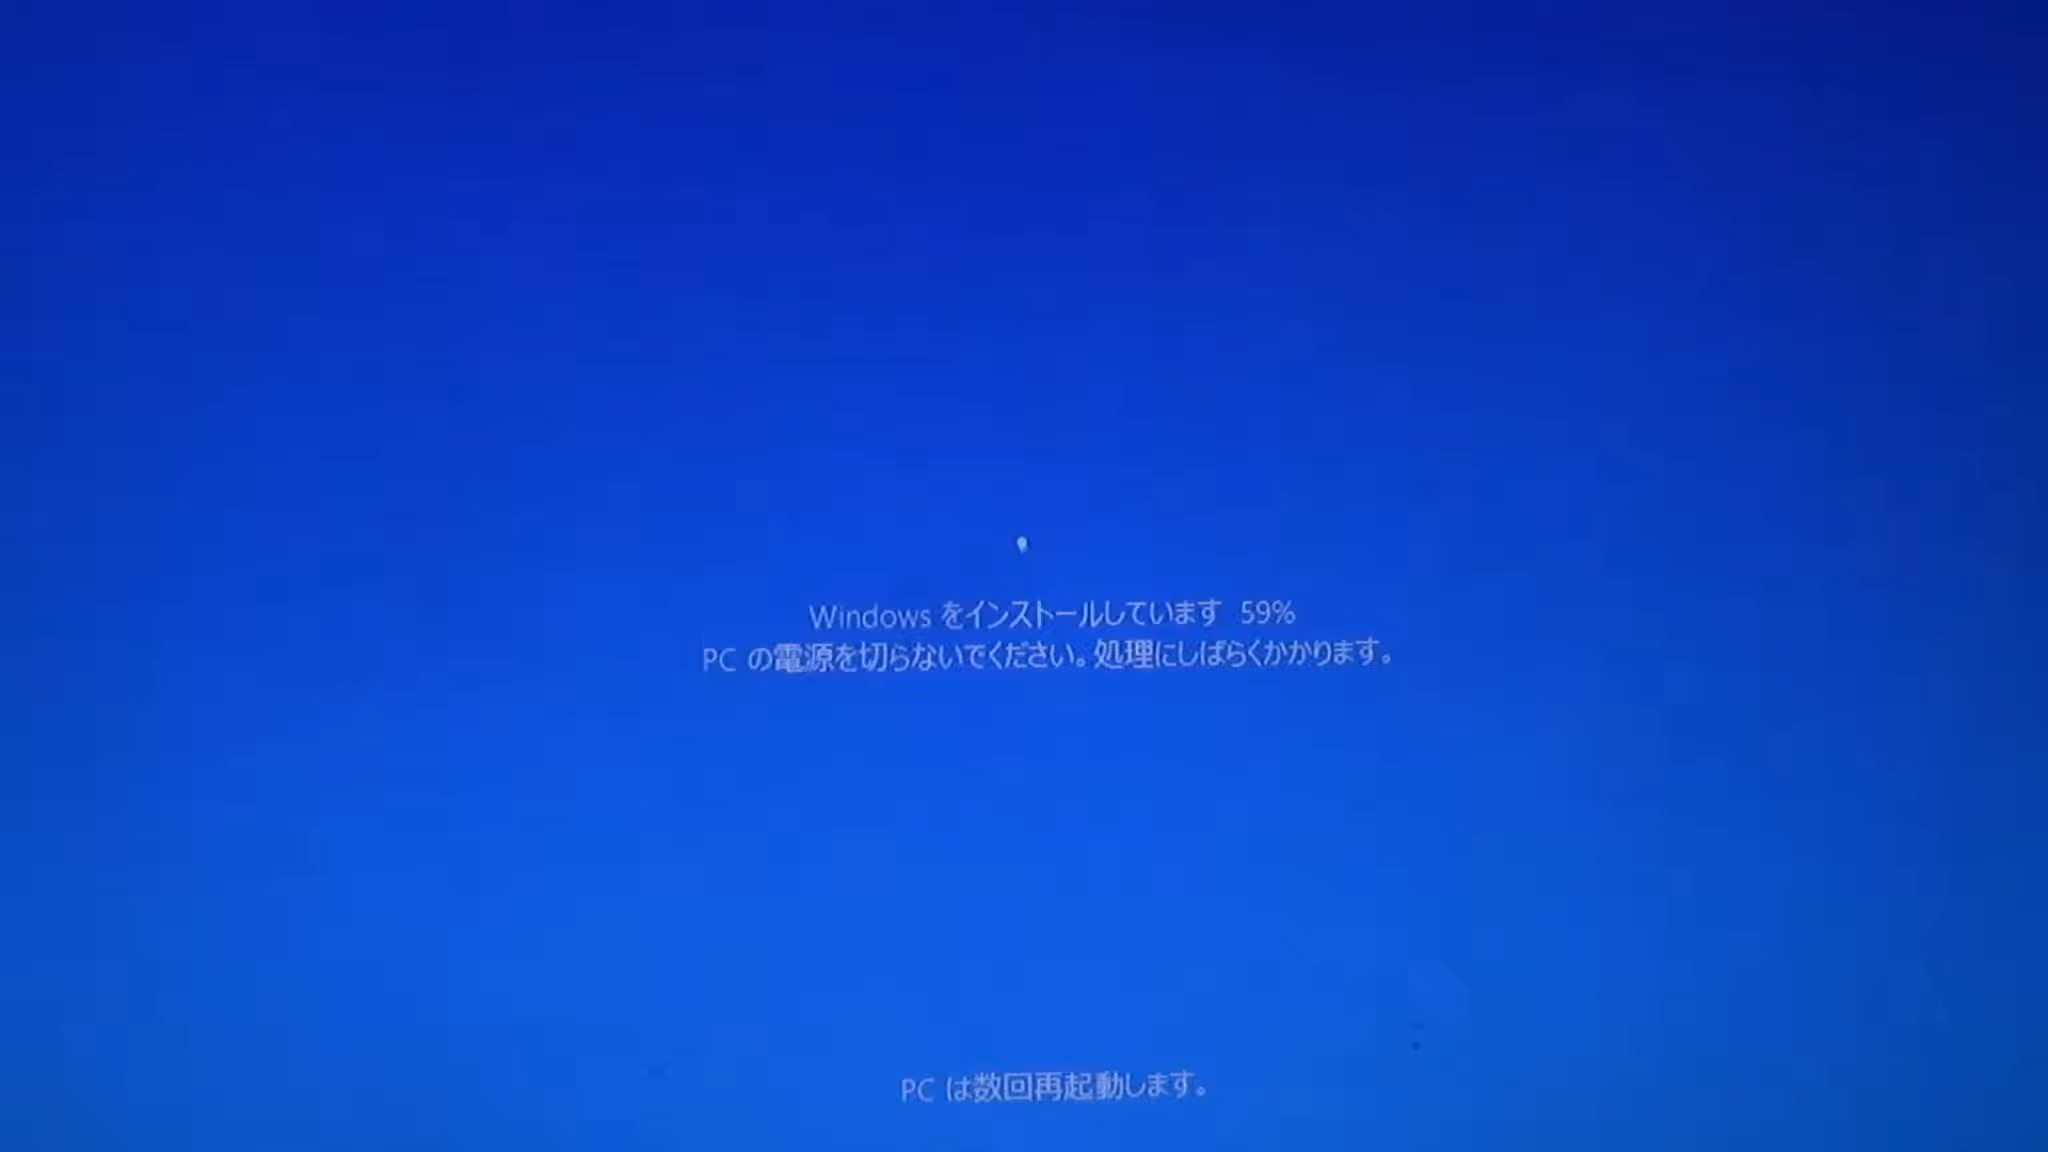 Windows をインストールしています 59%
PC の電源を切らないでください。処理にしばらくかかります。
PC は数回再起動します。